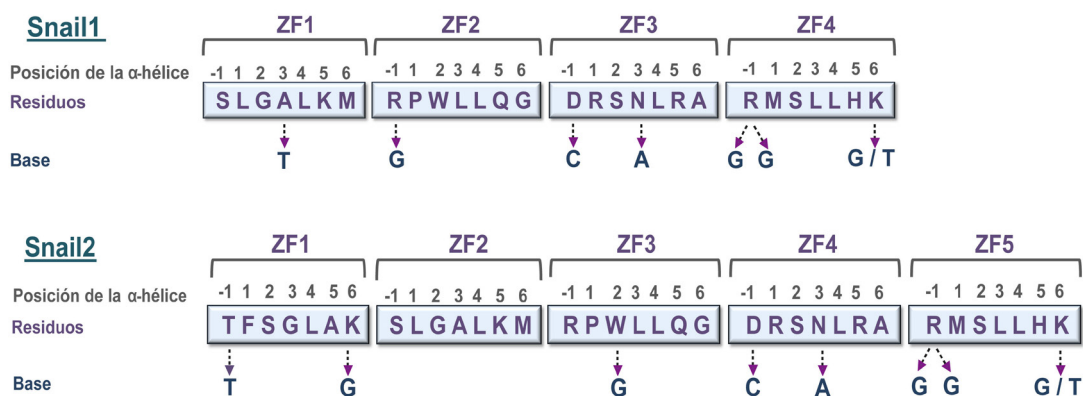 Snail1
ZF1 ZF2 ZF3 ZF4
Posición de la α-hélice -1 1 2 3 4 5 6 -1 1 2 3 4 5 6 -1 1 2 3 4 5 6 -1 1 2 3 4 5 6
Residuos S L G A L K M R P W L L Q G D R S N L R A R M S L L H K
Base T G C A G G G / T
Snail2
ZF1 ZF2 ZF3 ZF4 ZF5
Posición de la α-hélice -1 1 2 3 4 5 6 -1 1 2 3 4 5 6 -1 1 2 3 4 5 6 -1 1 2 3 4 5 6 -1 1 2 3 4 5 6
Residuos T F S G L A K S L G A L K M R P W L L Q G D R S N L R A R M S L L H K
Base T G G C A G G G / T